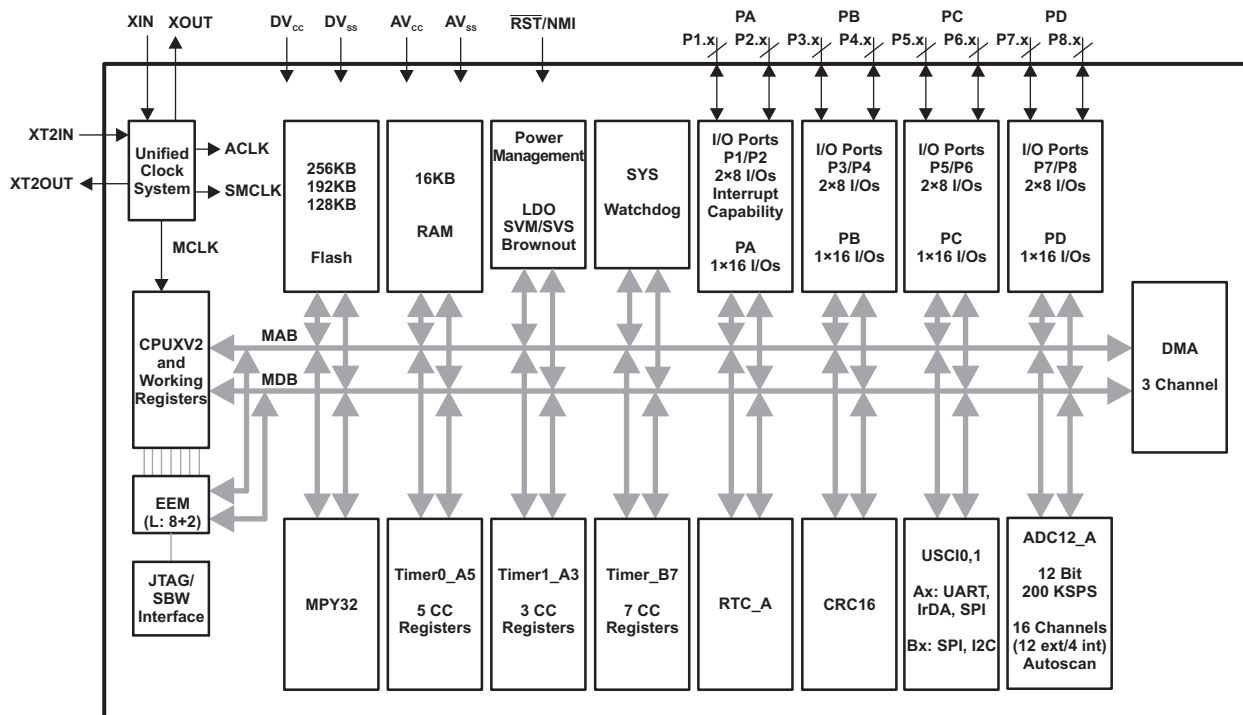 XIN
XOUT
DVcc
DVss
AVcc
AVss
RST/NMI
PA
PB
PC
PD
P1.x
P2.x
P3.x
P4.x
P5.x
P6.x
P7.x
P8.x
XT2IN
XT2OUT
Unified
Clock
System
ACLK
SMCLK
MCLK
256KB
192KB
128KB
Flash
16KB
RAM
Power
Management
LDO
SVM/SVS
Brownout
SYS
Watchdog
I/O Ports
P1/P2
2×8 I/Os
Interrupt
Capability
PA
1×16 I/Os
I/O Ports
P3/P4
2×8 I/Os
PB
1×16 I/Os
I/O Ports
P5/P6
2×8 I/Os
PC
1×16 I/Os
I/O Ports
P7/P8
2×8 I/Os
PD
1×16 I/Os
CPUXV2
and
Working
Registers
MAB
MDB
DMA
3 Channel
EEM
(L: 8+2)
JTAG/
SBW
Interface
MPY32
Timer0_A5
5 CC
Registers
Timer1_A3
3 CC
Registers
Timer_B7
7 CC
Registers
RTC_A
CRC16
USCI0,1
Ax: UART,
IrDA, SPI
Bx: SPI, I2C
ADC12_A
12 Bit
200 KSPS
16 Channels
(12 ext/4 int)
Autoscan